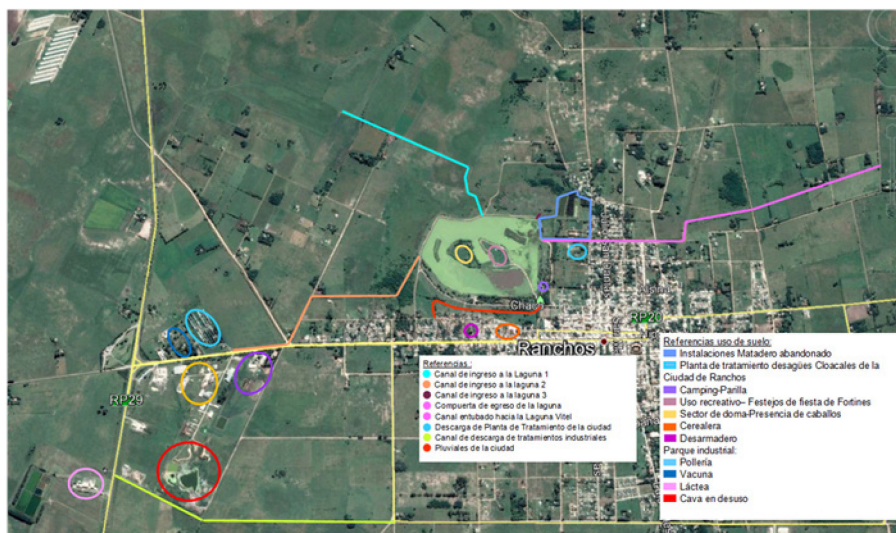 Chacu
RP20
Ranchos
RP29
Referencias :
Canal de ingreso a la Laguna 1
Canal de ingreso a la laguna 2
Canal de ingreso a la laguna 3
Compuerta de egreso de la laguna
Canal entubado hacia la Laguna Vitel
Descarga de Planta de Tratamiento de la ciudad
Canal de descarga de tratamientos industriales
Pluviales de la ciudad
Referencias uso de suelo:
Instalaciones Matadero abandonado
Planta de tratamiento desagües Cloacales de la
Ciudad de Ranchos
Camping-Parilla
Uso recreativo– Festejos de fiesta de Fortines
Sector de doma-Presencia de caballos
Cerealera
Desarmadero
Parque industrial:
Pollería
Vacuna
Láctea
Cava en desuso